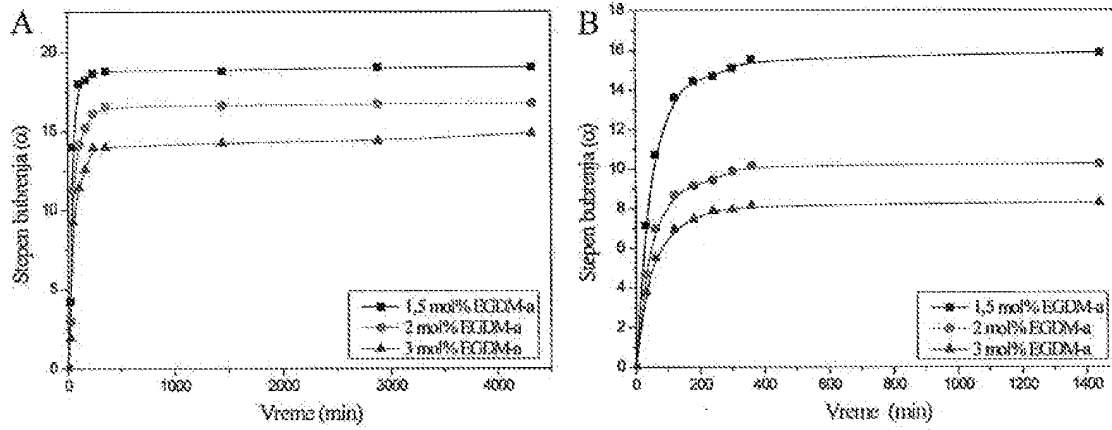 A
Stepen bubrenja (α)
20
15
10
5
0
0
1000
2000
3000
4000
Vreme (min)
1,5 mol% EGDM-a
2 mol% EGDM-a
3 mol% EGDM-a
B
Stepen bubrenja (α)
18
16
14
12
10
8
6
4
2
0
0
200
400
600
800
1000
1200
1400
Vreme (min)
1,5 mol% EGDM-a
2 mol% EGDM-a
3 mol% EGDM-a